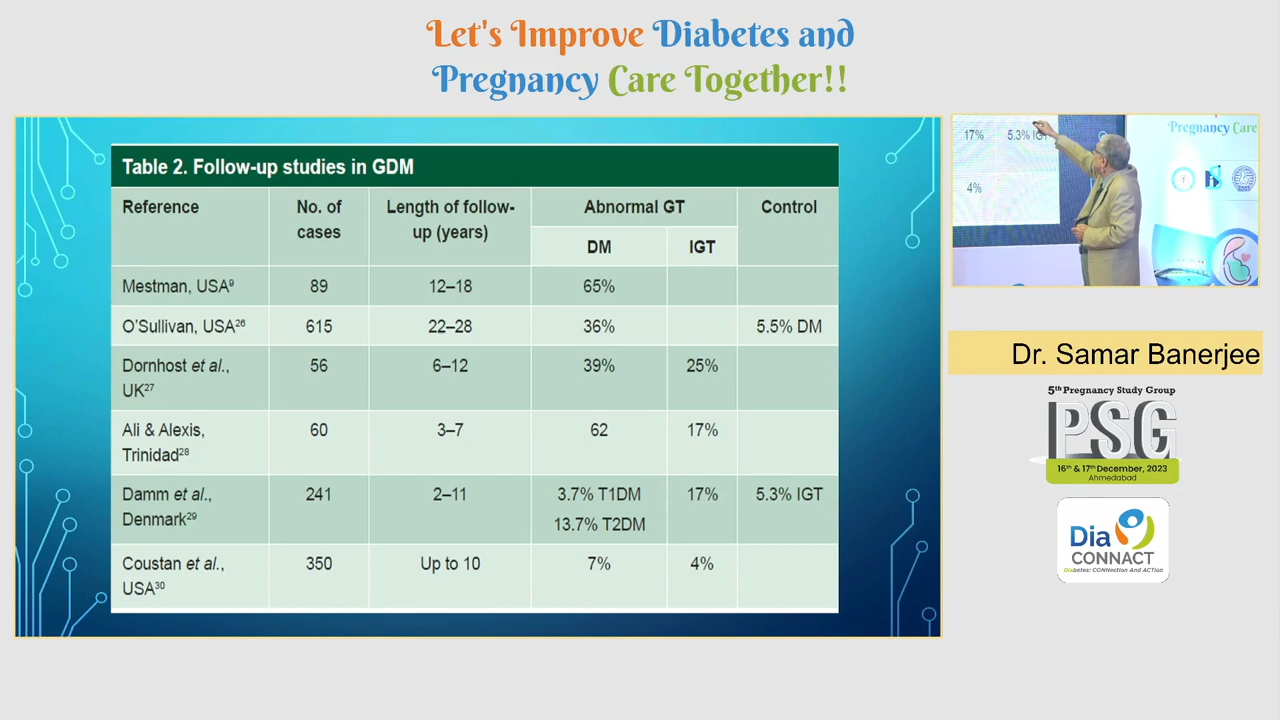 Let's Improve Diabetes and
Pregnancy Care Together!!
Table 2. Follow-up studies in GDM
Reference
No. of
cases
Length of follow-
up (years)
Abnormal GT
DM
IGT
Control
Mestman, USA⁹
89
12–18
65%
O'Sullivan, USA²⁶
615
22–28
36%
5.5% DM
Dornhost et al.,
UK²⁷
56
6–12
39%
25%
Ali & Alexis,
Trinidad²⁸
60
3–7
62
17%
Damm et al.,
Denmark²⁹
241
2–11
3.7% T1DM
13.7% T2DM
17%
5.3% IGT
Coustan et al.,
USA³⁰
350
Up to 10
7%
4%
17%
5.3% IGT
4%
Pregnancy Care
Dr. Samar Banerjee
5th Pregnancy Study Group
PSG
16th & 17th December, 2023
Ahmedabad
Dia
CONNACT
Diabetes: CONNection And ACTion